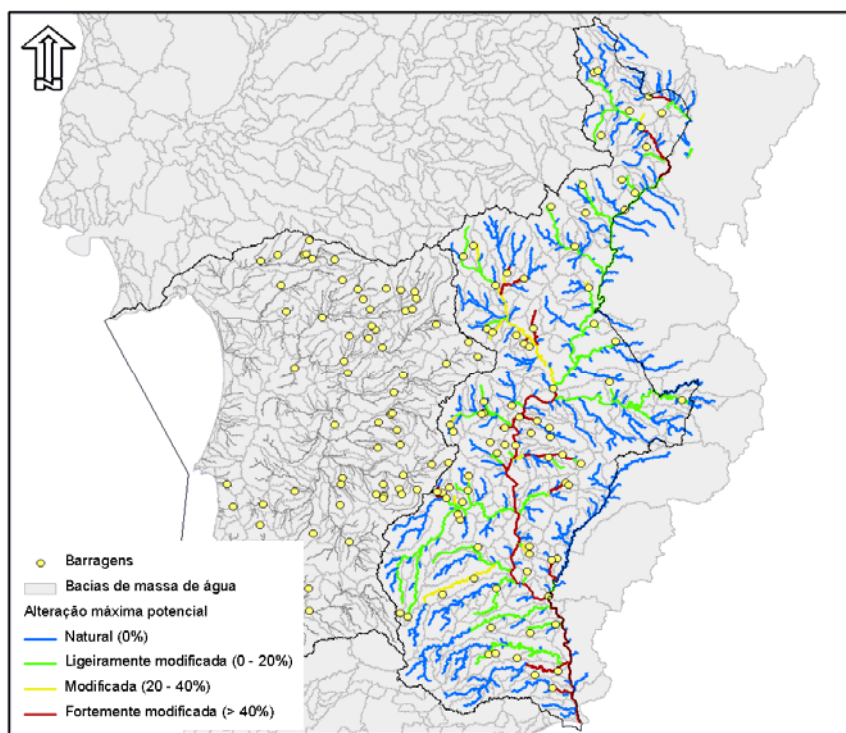 N
Barragens
Bacias de massa de água
Alteração máxima potencial
Natural (0%)
Ligeiramente modificada (0 - 20%)
Modificada (20 - 40%)
Fortemente modificada (> 40%)